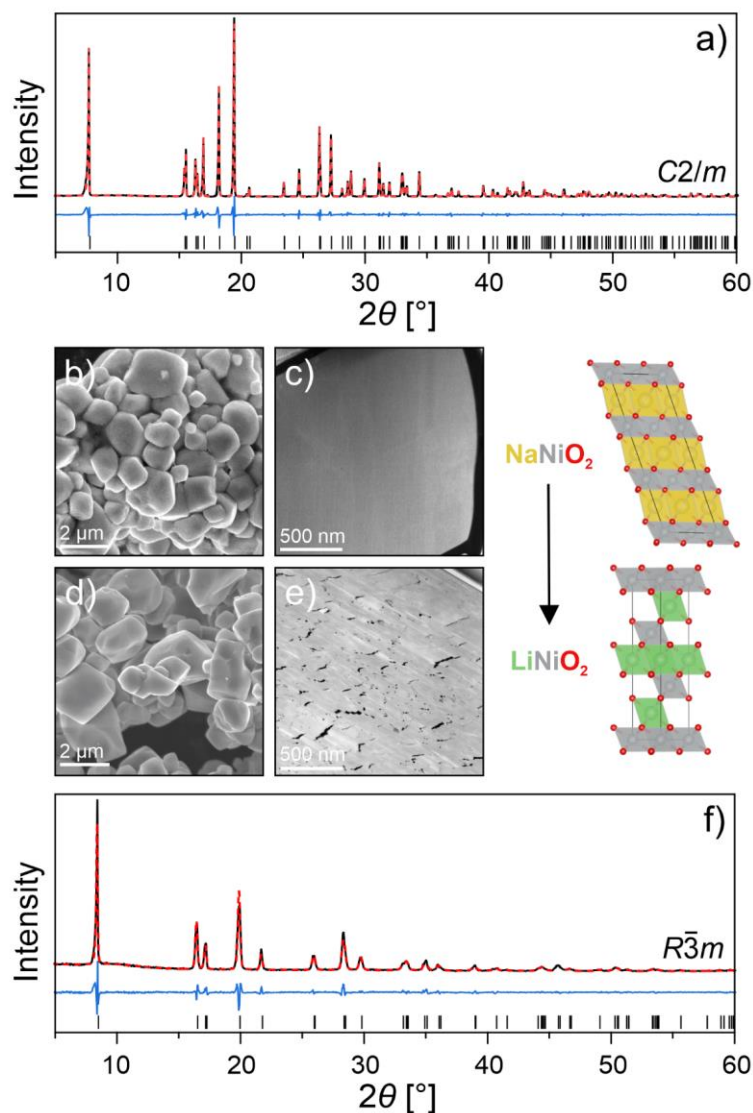 a)
Intensity
C2/m
10 20 30 40 50 60
2θ [°]
b)
2 µm
c)
500 nm
NaNiO₂
d)
2 µm
e)
500 nm
LiNiO₂
f)
Intensity
R3̅m
10 20 30 40 50 60
2θ [°]